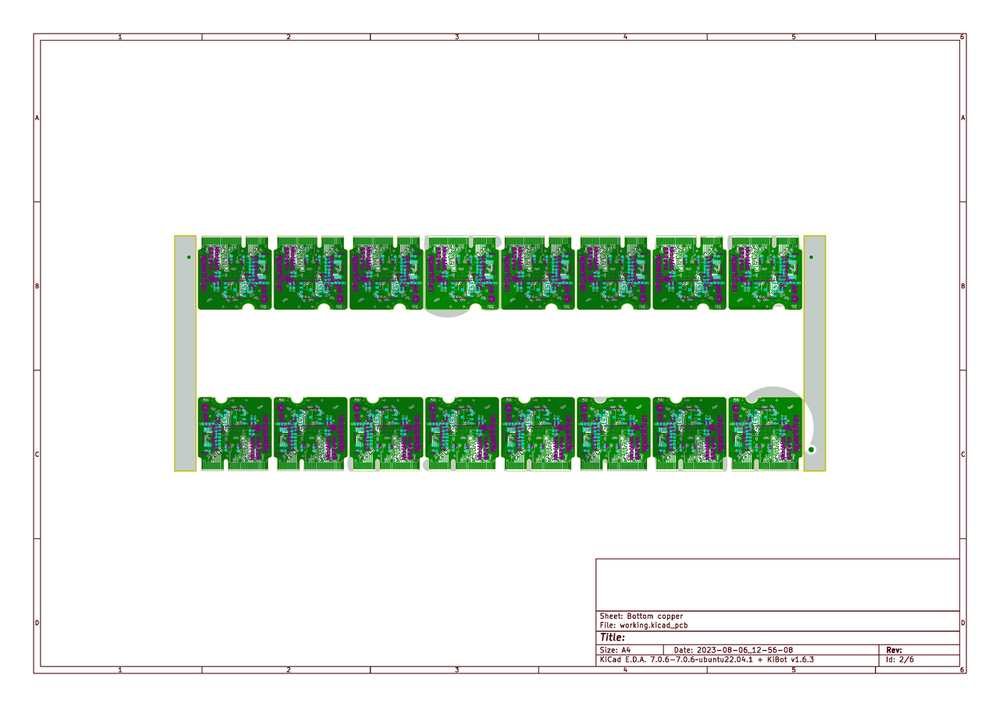 1 2 3 4 5 6
A A
B B
C C
D D
Sheet: Bottom copper
File: working.kicad_pcb
Title:
Size: A4 Date: 2023-08-06_12-56-08 Rev:
KiCad E.D.A. 7.0.6-7.0.6-ubuntu22.04.1 + KiBot v1.6.3 Id: 2/6
1 2 3 4 5 6